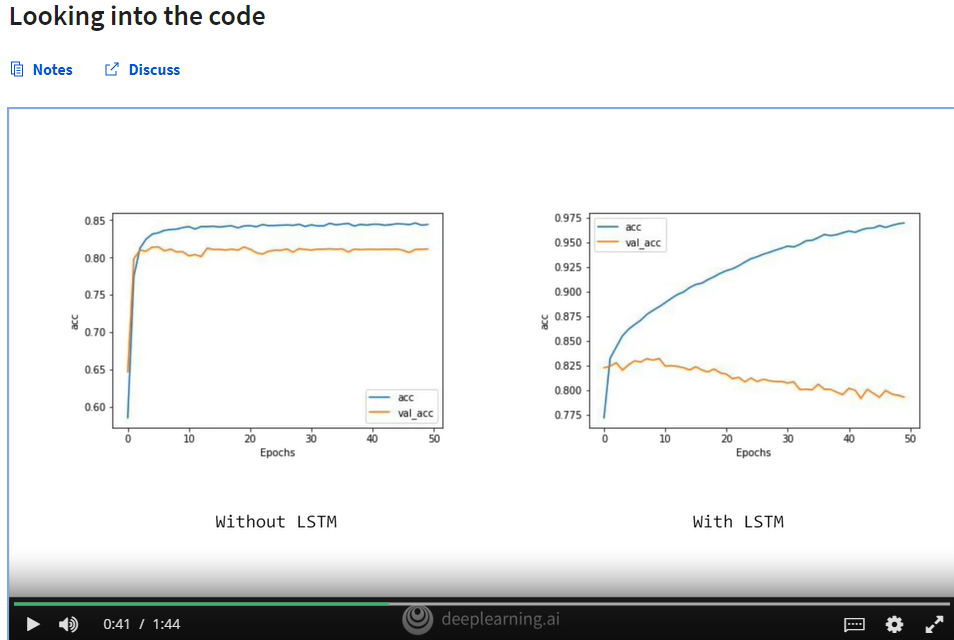 Looking into the code
Notes Discuss
0.85
0.80
0.75
0.70
0.65
0.60
acc
acc
val_acc
0 10 20 30 40 50
Epochs
Without LSTM
0.975
0.950
0.925
0.900
0.875
0.850
0.825
0.800
0.775
acc
acc
val_acc
0 10 20 30 40 50
Epochs
With LSTM
0:41 / 1:44
deeplearning.ai